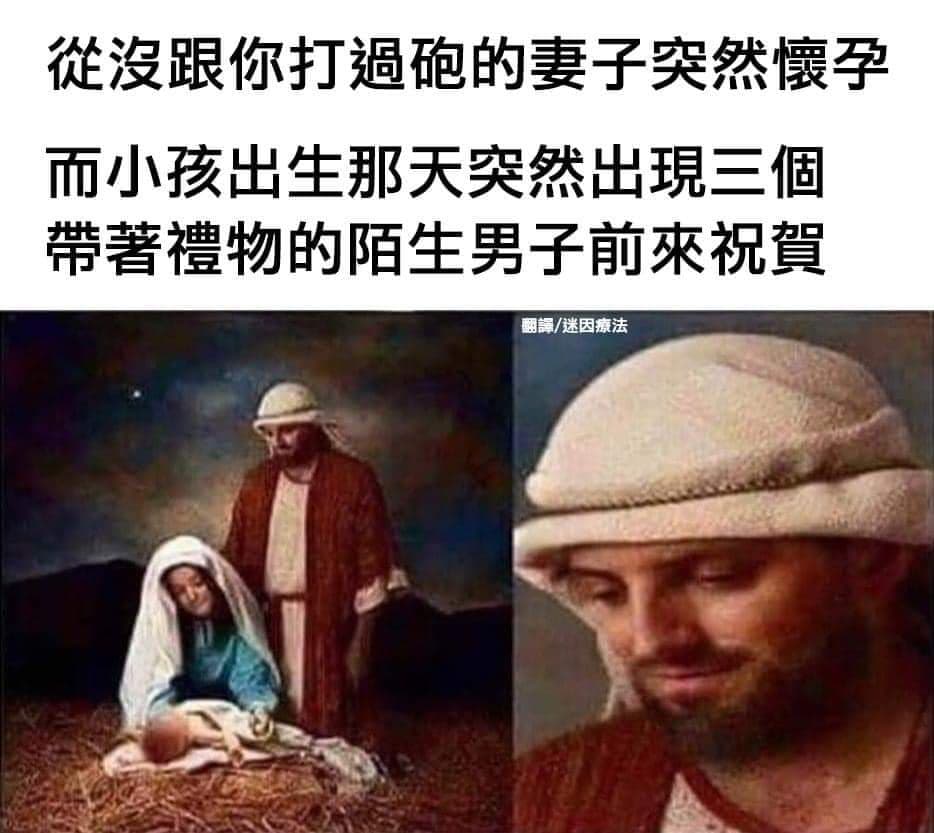 從沒跟你打過砲的妻子突然懷孕
而小孩出生那天突然出現三個
帶著禮物的陌生男子前來祝賀
翻譯/迷因療法